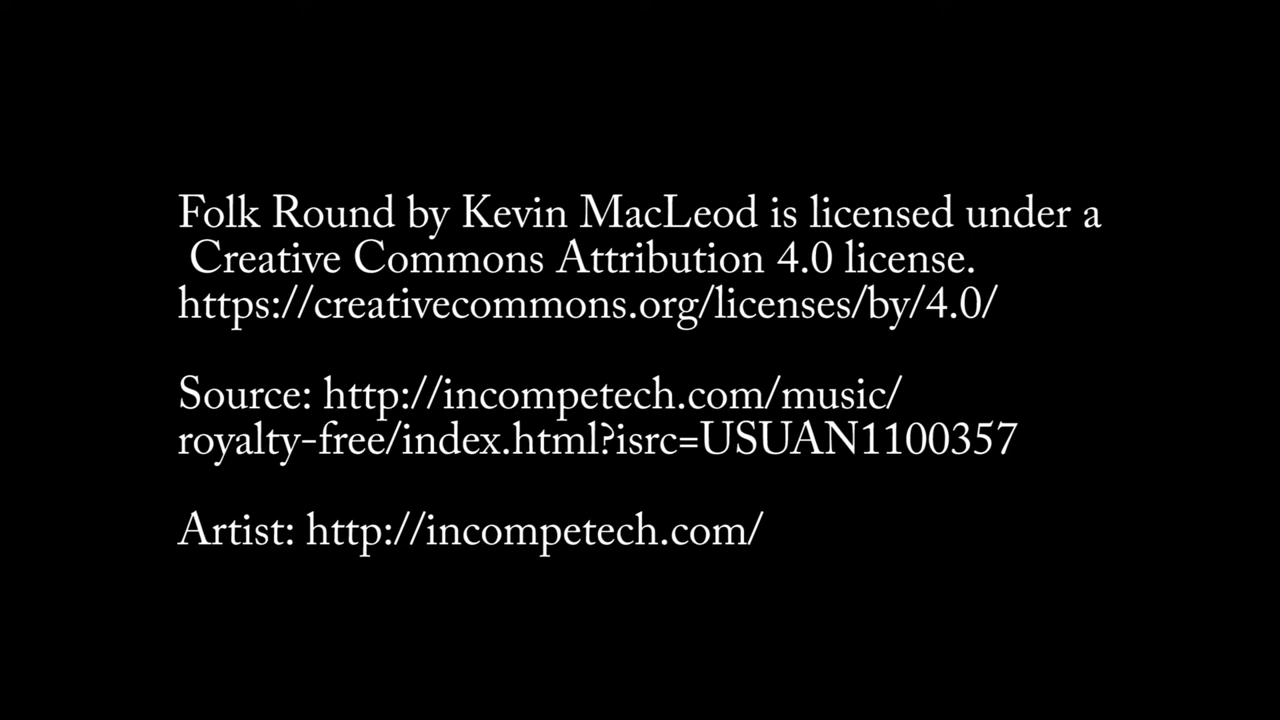 Folk Round by Kevin MacLeod is licensed under a
Creative Commons Attribution 4.0 license.
https://creativecommons.org/licenses/by/4.0/
Source: http://incompetech.com/music/
royalty-free/index.html?isrc=USUAN1100357
Artist: http://incompetech.com/